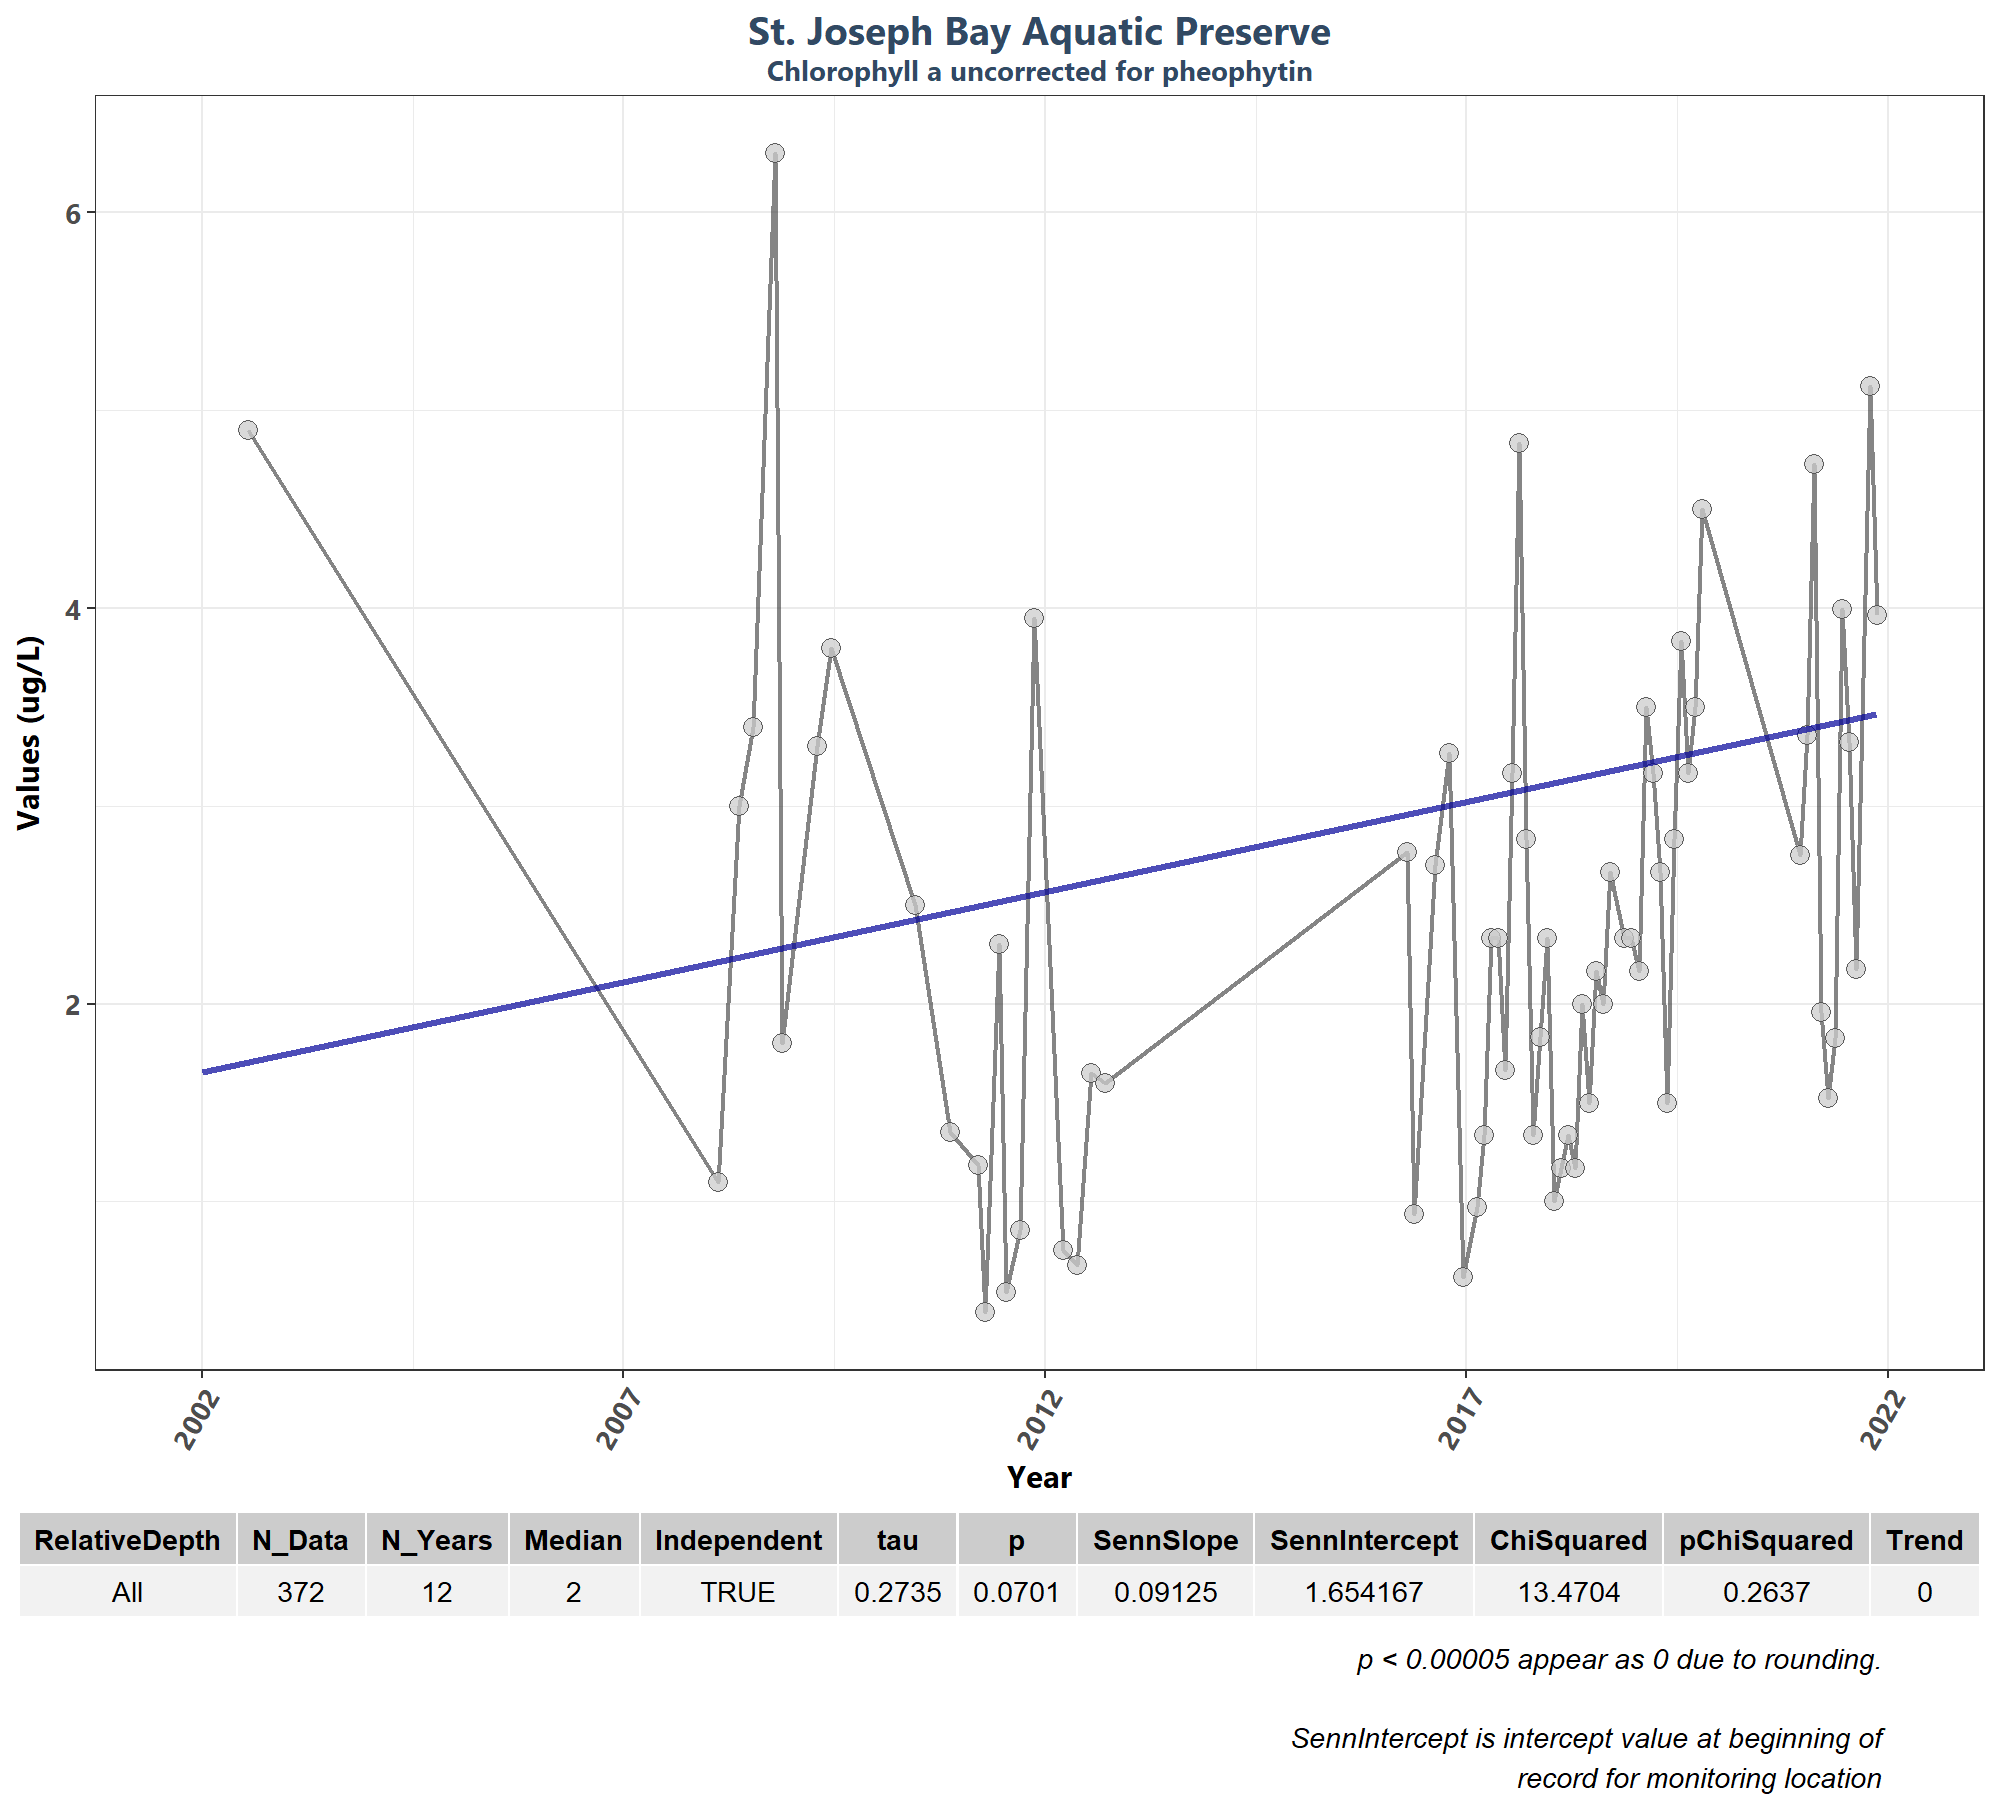 St. Joseph Bay Aquatic Preserve
Chlorophyll a uncorrected for pheophytin
6
4
2
Values (ug/L)
2002 2007 2012 2017 2022
Year
RelativeDepth N_Data N_Years Median Independent tau p SennSlope SennIntercept ChiSquared pChiSquared Trend
All 372 12 2 TRUE 0.2735 0.0701 0.09125 1.654167 13.4704 0.2637 0
p < 0.00005 appear as 0 due to rounding.
SennIntercept is intercept value at beginning of
record for monitoring location